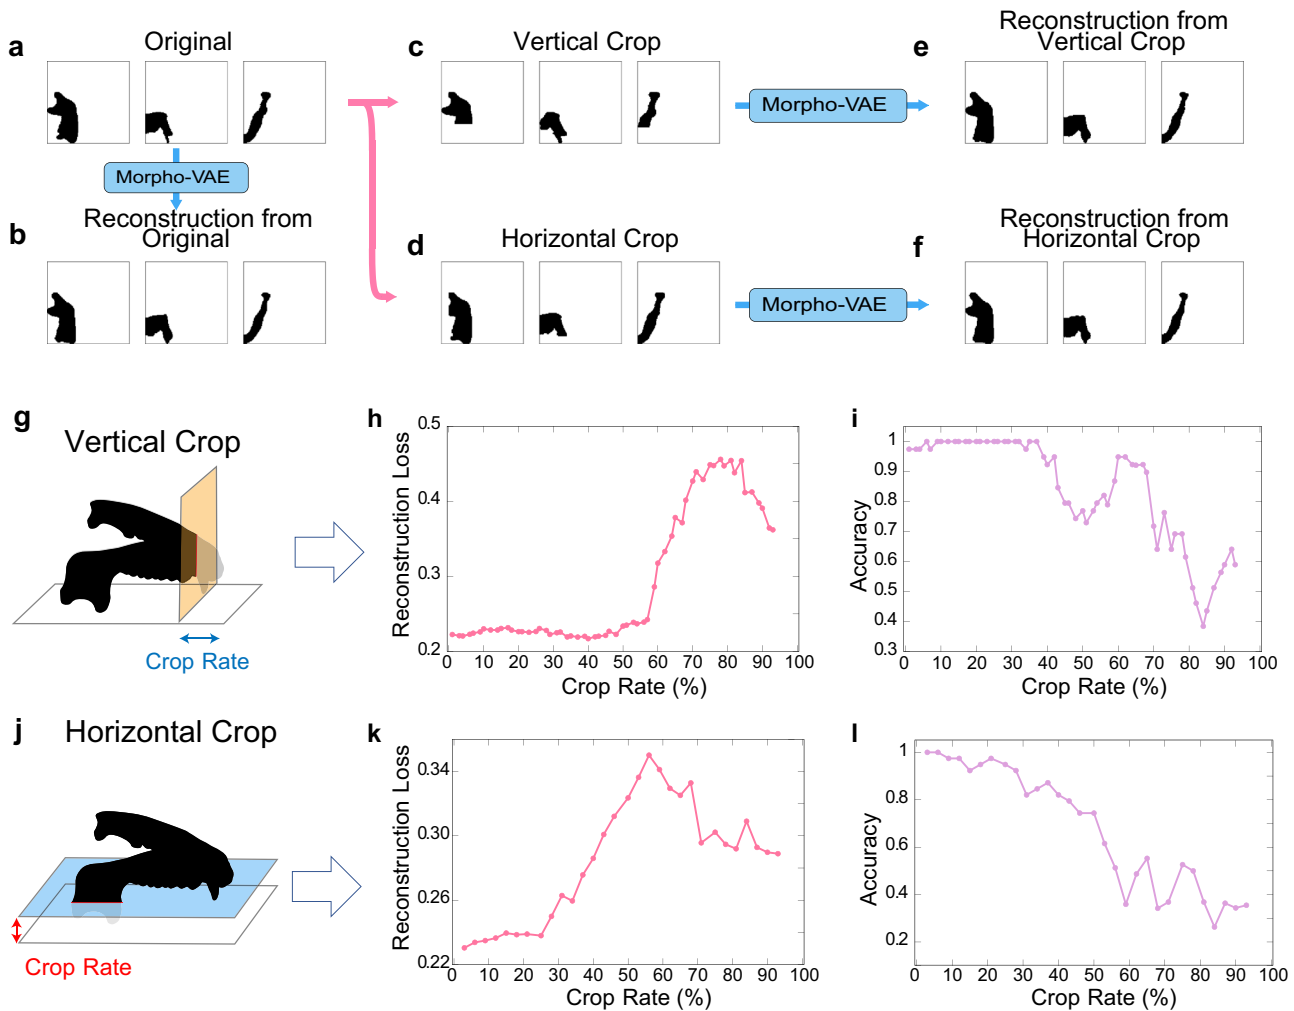 a
Original
Morpho-VAE
b
Reconstruction from
Original
c
Vertical Crop
Morpho-VAE
e
Reconstruction from
Vertical Crop
d
Horizontal Crop
Morpho-VAE
f
Reconstruction from
Horizontal Crop
g
Vertical Crop
Crop Rate
h
Reconstruction Loss
0.5
0.4
0.3
0.2
0 10 20 30 40 50 60 70 80 90 100
Crop Rate (%)
i
Accuracy
1
0.9
0.8
0.7
0.6
0.5
0.4
0.3
0 10 20 30 40 50 60 70 80 90 100
Crop Rate (%)
j
Horizontal Crop
Crop Rate
k
Reconstruction Loss
0.34
0.30
0.26
0.22
0 10 20 30 40 50 60 70 80 90 100
Crop Rate (%)
l
Accuracy
1
0.8
0.6
0.4
0.2
0 10 20 30 40 50 60 70 80 90 100
Crop Rate (%)